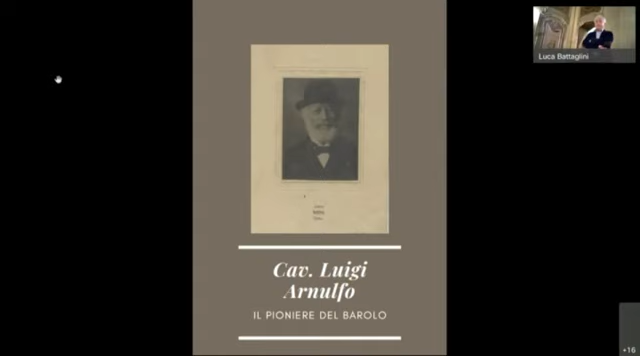 Luca Battaglini
Cav. Luigi
Arnulfo
IL PIONIERE DEL BAROLO
+16